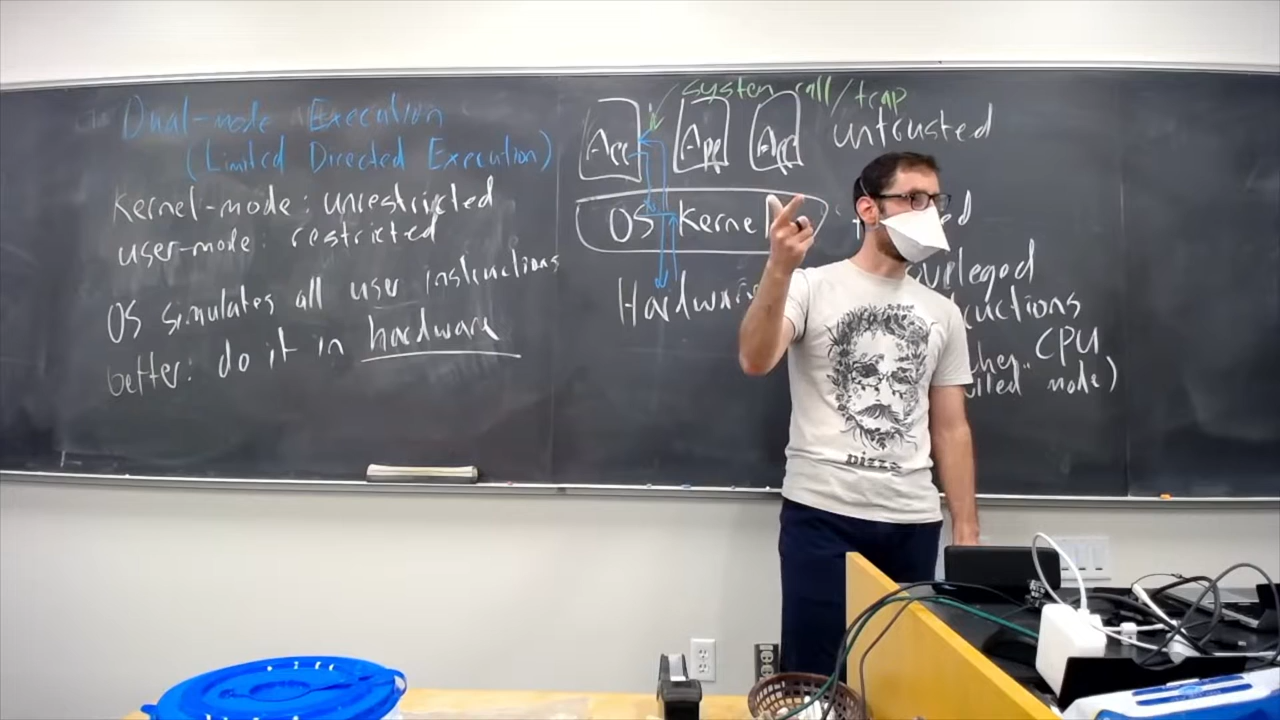 Dual-mode Execution
(Limited Directed Execution)
Kernel-mode: unrestricted
user-mode: restricted
OS simulates all user instructions
better: do it in hardware
system call/trap
App App App untrusted
OS Kernel
Hardware
CPU
mode)
pizza